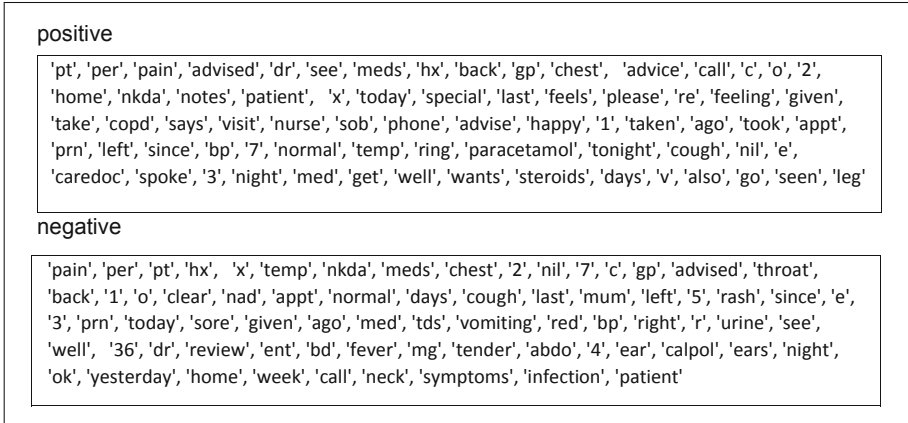 positive
'pt', 'per', 'pain', 'advised', 'dr', 'see', 'meds', 'hx', 'back', 'gp', 'chest', 'advice', 'call', 'c', 'o', '2',
'home', 'nkda', 'notes', 'patient', 'x', 'today', 'special', 'last', 'feels', 'please', 're', 'feeling', 'given',
'take', 'copd', 'says', 'visit', 'nurse', 'sob', 'phone', 'advise', 'happy', '1', 'taken', 'ago', 'took', 'appt',
'prn', 'left', 'since', 'bp', '7', 'normal', 'temp', 'ring', 'paracetamol', 'tonight', 'cough', 'nil', 'e',
'caredoc', 'spoke', '3', 'night', 'med', 'get', 'well', 'wants', 'steroids', 'days', 'v', 'also', 'go', 'seen', 'leg'
negative
'pain', 'per', 'pt', 'hx', 'x', 'temp', 'nkda', 'meds', 'chest', '2', 'nil', '7', 'c', 'gp', 'advised', 'throat',
'back', '1', 'o', 'clear', 'nad', 'appt', 'normal', 'days', 'cough', 'last', 'mum', 'left', '5', 'rash', 'since', 'e',
'3', 'prn', 'today', 'sore', 'given', 'ago', 'med', 'tds', 'vomiting', 'red', 'bp', 'right', 'r', 'urine', 'see',
'well', '36', 'dr', 'review', 'ent', 'bd', 'fever', 'mg', 'tender', 'abdo', '4', 'ear', 'calpol', 'ears', 'night',
'ok', 'yesterday', 'home', 'week', 'call', 'neck', 'symptoms', 'infection', 'patient'